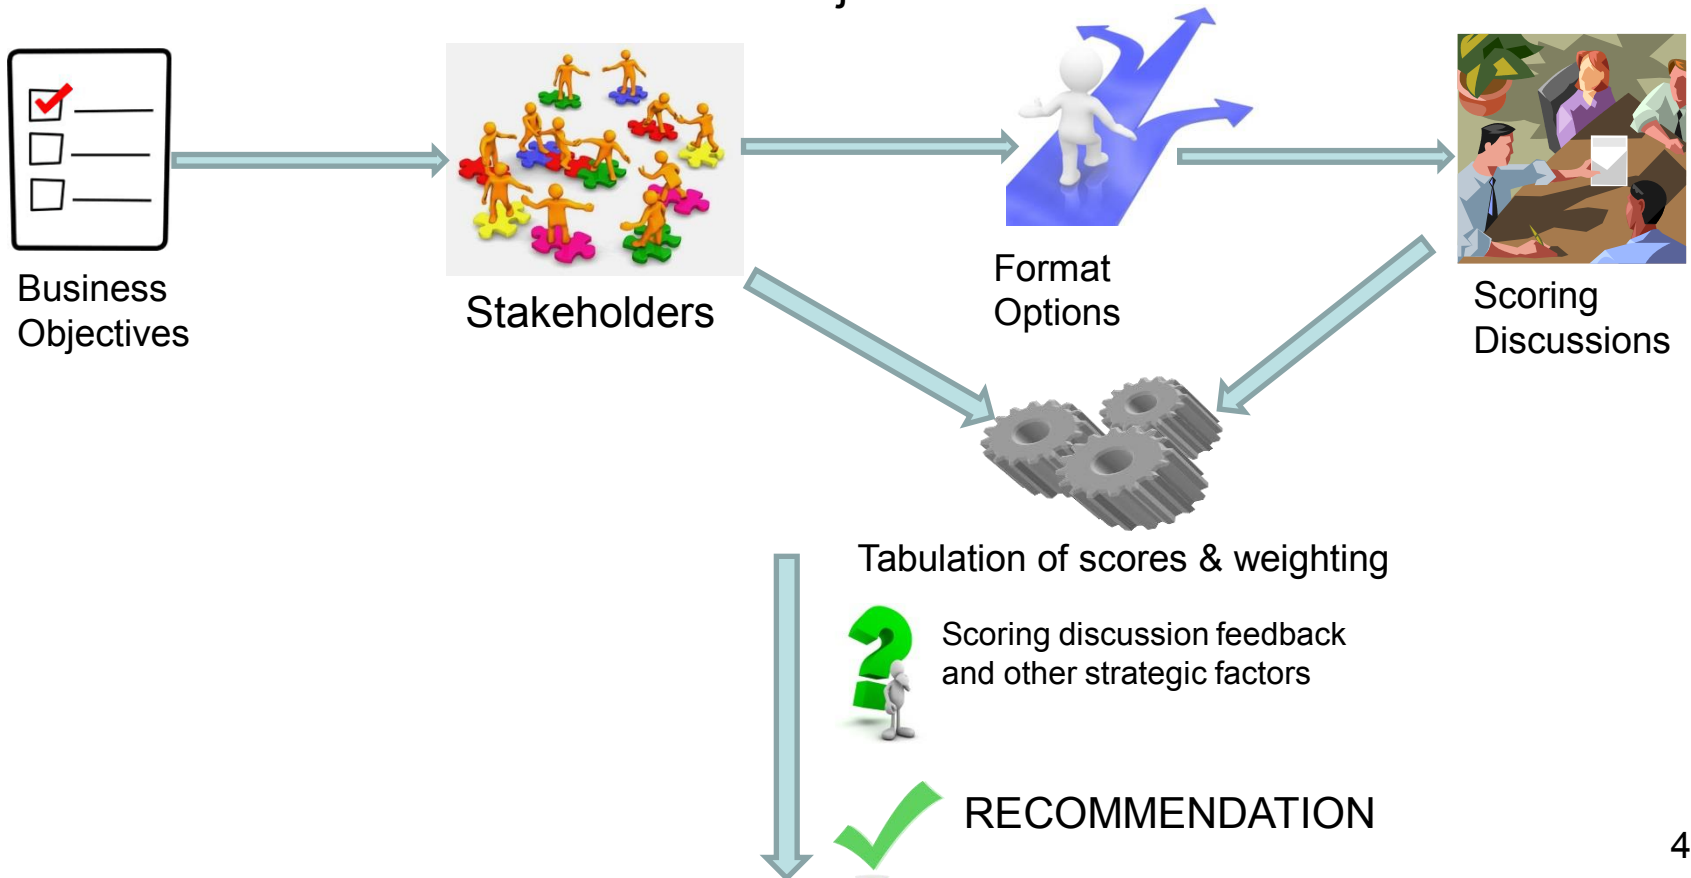 Business
Objectives
Stakeholders
Format
Options
Scoring
Discussions
Tabulation of scores & weighting
Scoring discussion feedback
and other strategic factors
RECOMMENDATION
4